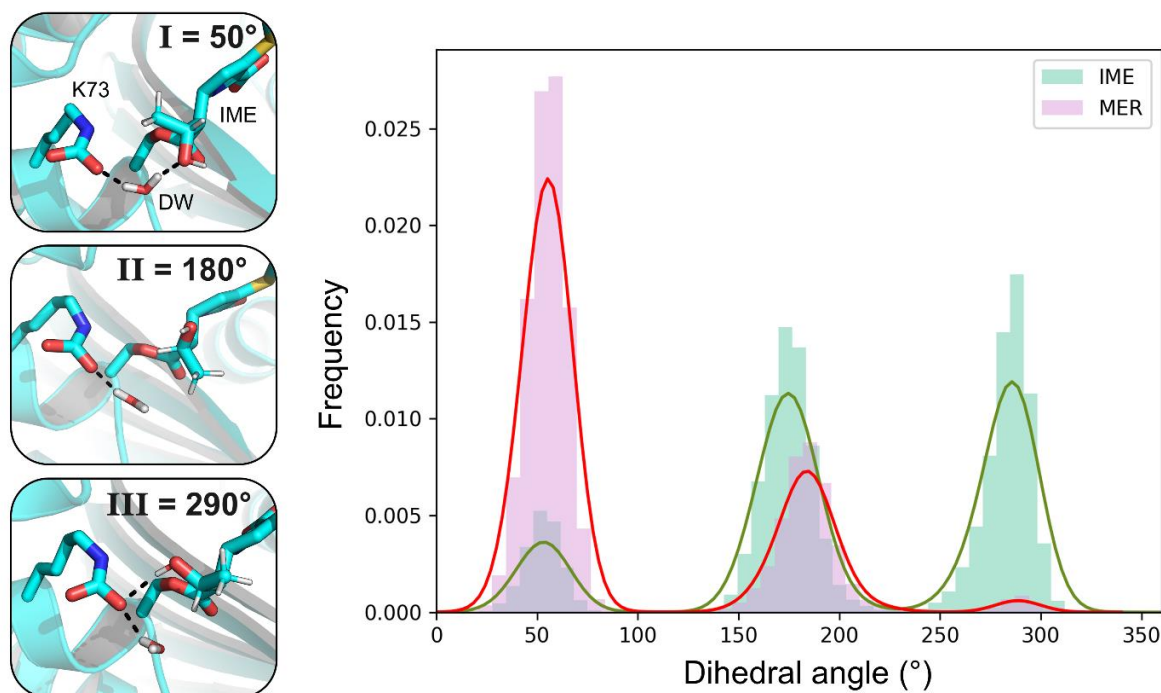 I = 50°
K73
IME
DW
II = 180°
III = 290°
Frequency
0.025
0.020
0.015
0.010
0.005
0.000
0
50
100
150
200
250
300
350
Dihedral angle (°)
IME
MER